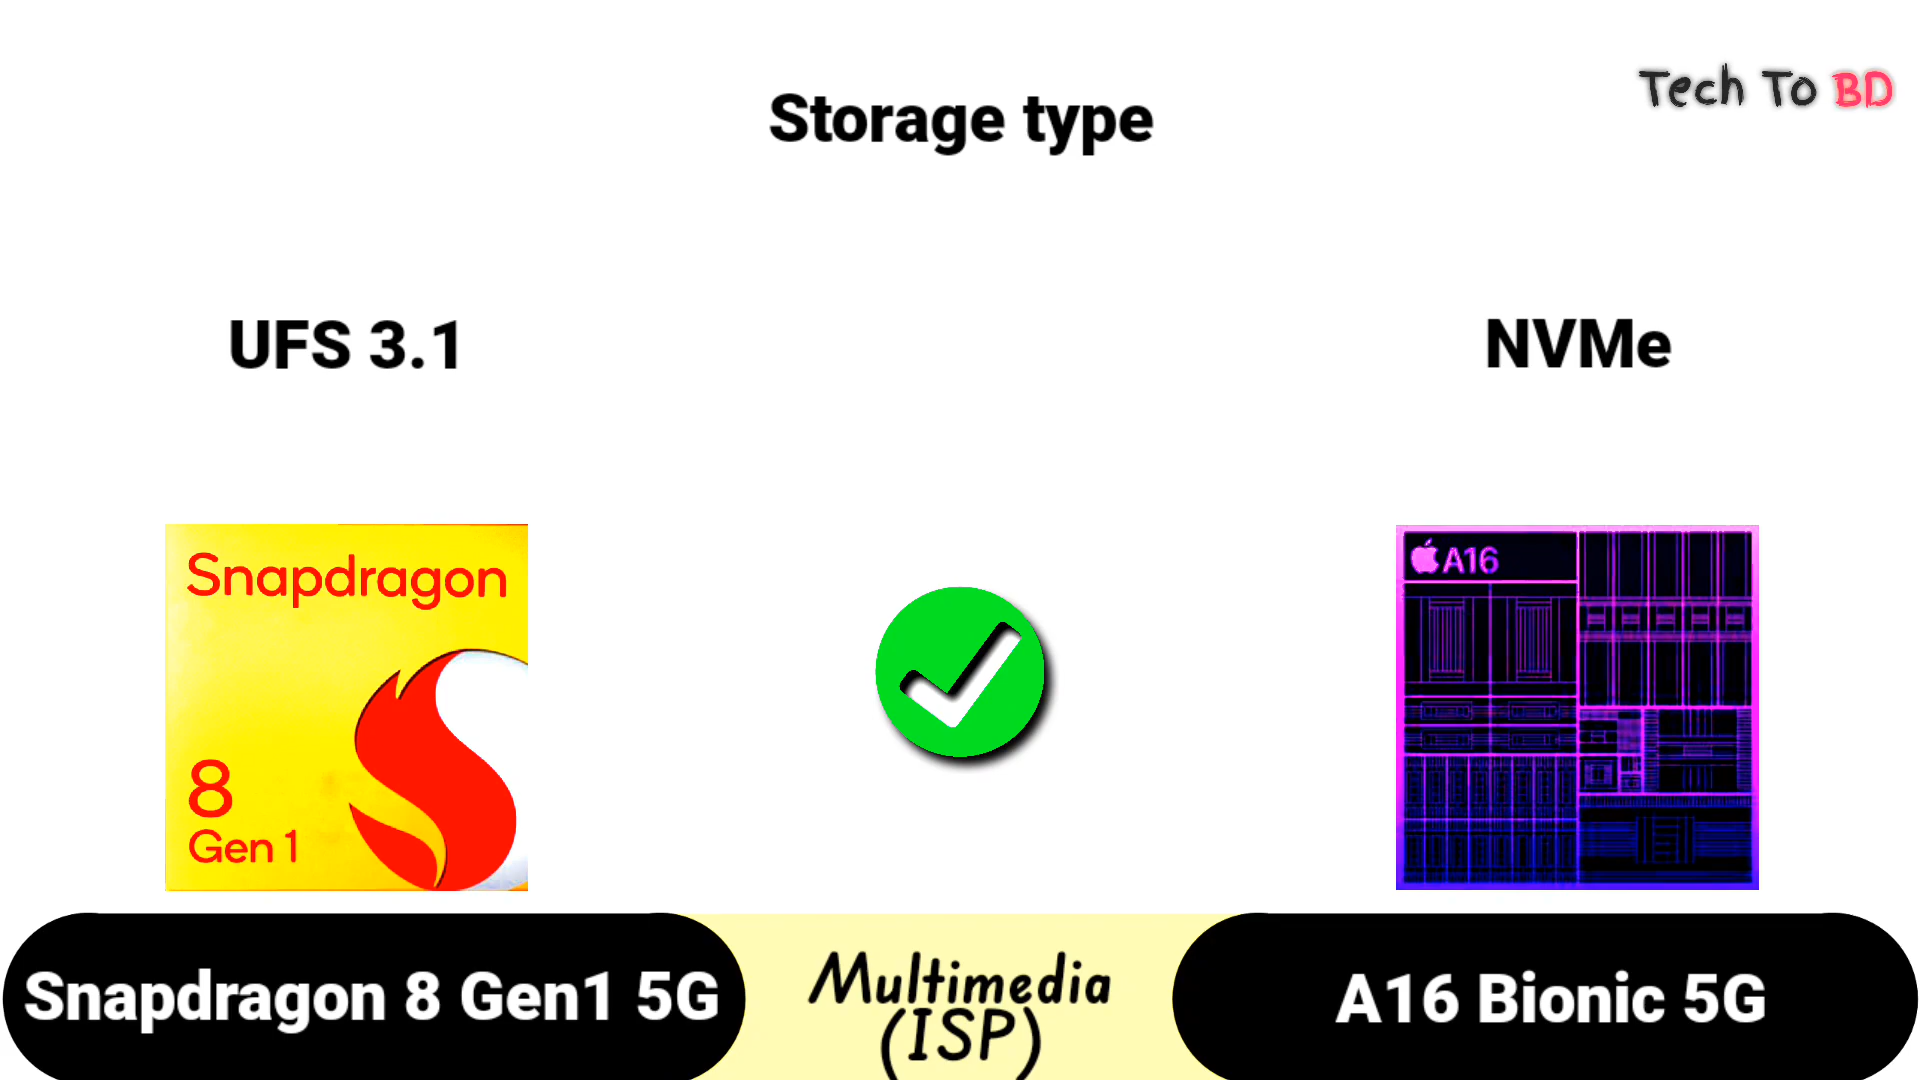 Tech To BD
Storage type
UFS 3.1
NVMe
Snapdragon
8
Gen 1
A16
Snapdragon 8 Gen1 5G
Multimedia
(ISP)
A16 Bionic 5G